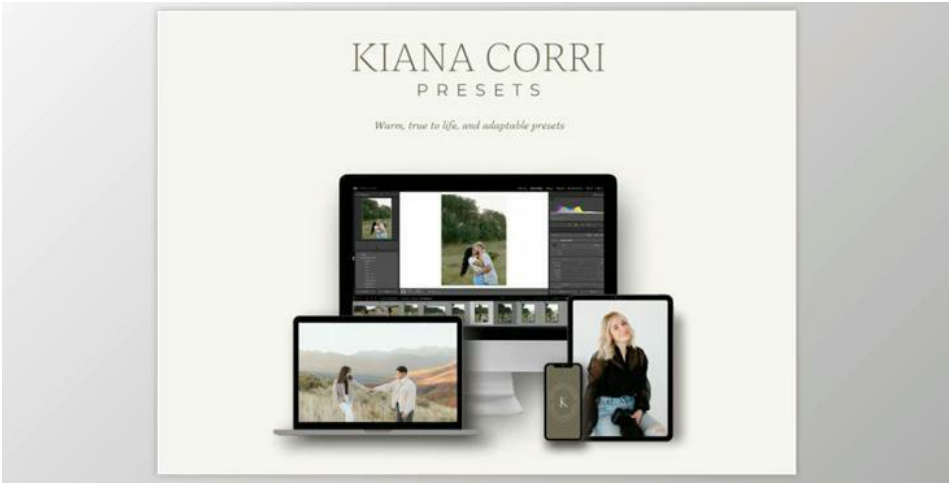 KIANA CORRI
PRESETS
Warm, true to life, and adaptable presets
K